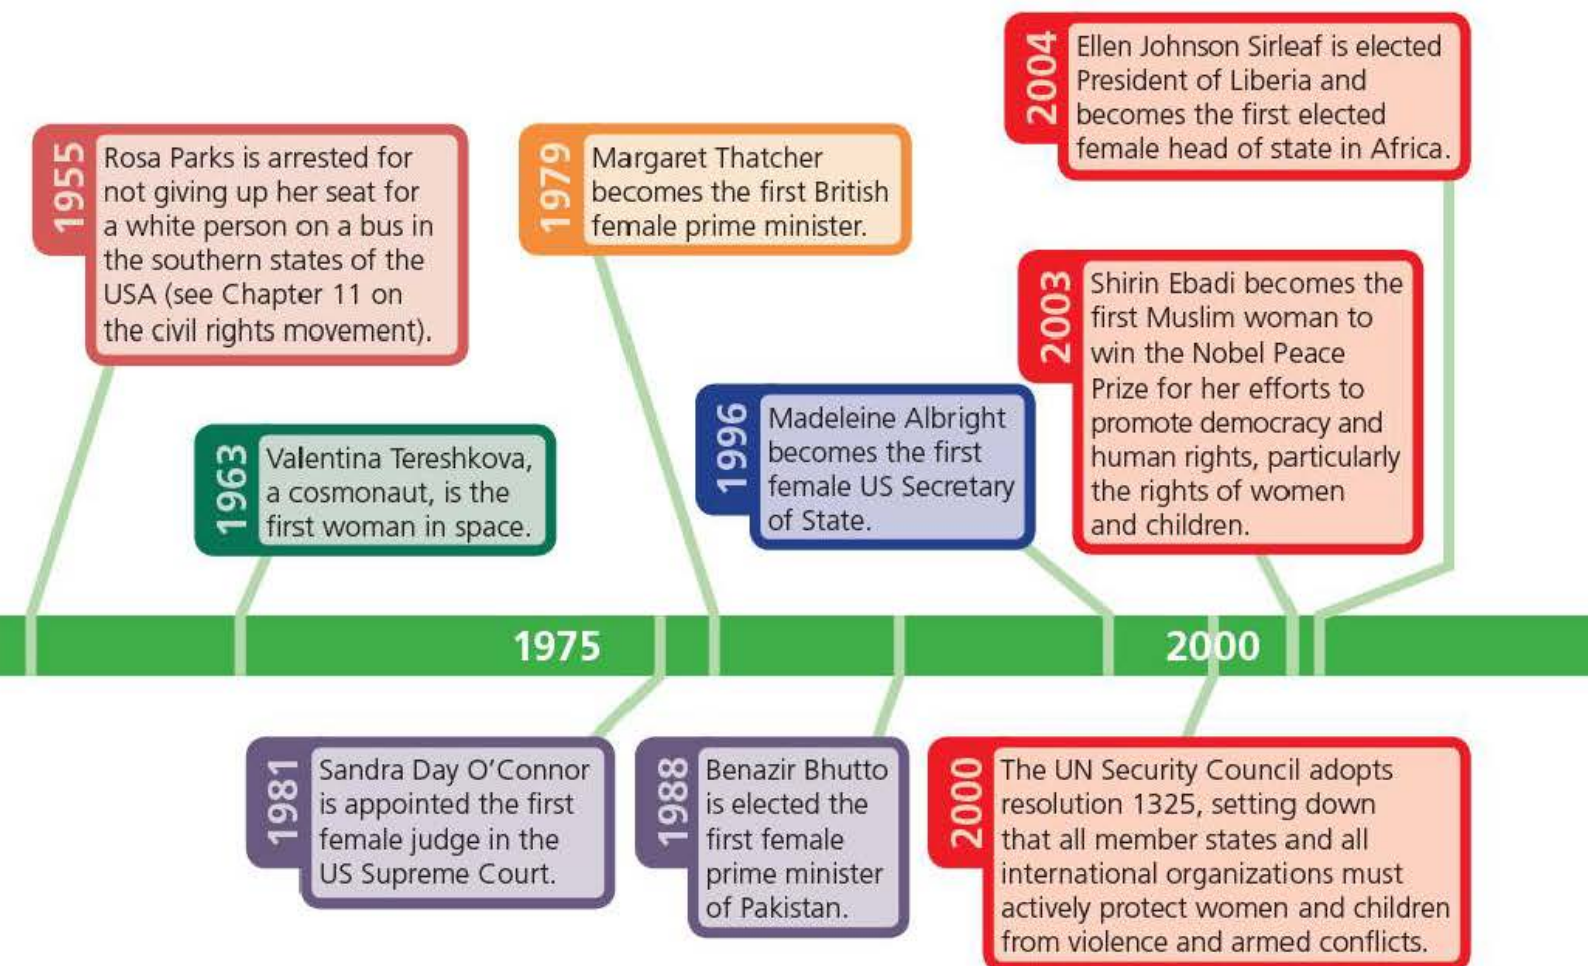 1955
Rosa Parks is arrested for
not giving up her seat for
a white person on a bus in
the southern states of the
USA (see Chapter 11 on
the civil rights movement).
1963
Valentina Tereshkova,
a cosmonaut, is the
first woman in space.
1979
Margaret Thatcher
becomes the first British
female prime minister.
1996
Madeleine Albright
becomes the first
female US Secretary
of State.
2004
Ellen Johnson Sirleaf is elected
President of Liberia and
becomes the first elected
female head of state in Africa.
2003
Shirin Ebadi becomes the
first Muslim woman to
win the Nobel Peace
Prize for her efforts to
promote democracy and
human rights, particularly
the rights of women
and children.
1975
2000
1981
Sandra Day O’Connor
is appointed the first
female judge in the
US Supreme Court.
1988
Benazir Bhutto
is elected the
first female
prime minister
of Pakistan.
2000
The UN Security Council adopts
resolution 1325, setting down
that all member states and all
international organizations must
actively protect women and children
from violence and armed conflicts.